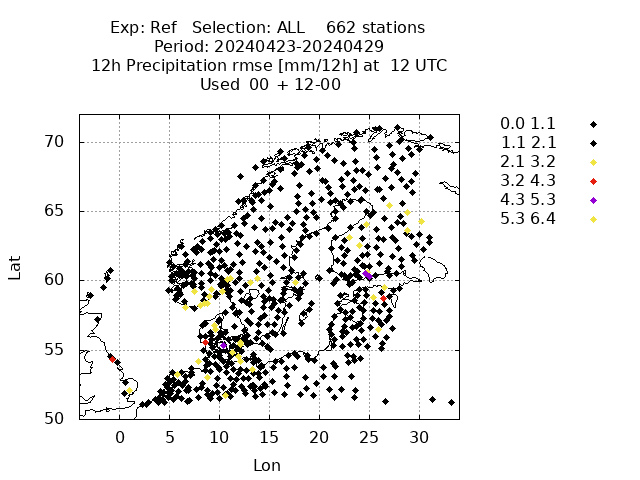 Exp: Ref   Selection: ALL    662 stations
Period: 20240423-20240429
12h Precipitation rmse [mm/12h] at  12 UTC
Used  00 + 12-00
0.0 1.1
1.1 2.1
2.1 3.2
3.2 4.3
4.3 5.3
5.3 6.4
70
65
60
55
50
Lat
0 5 10 15 20 25 30
Lon